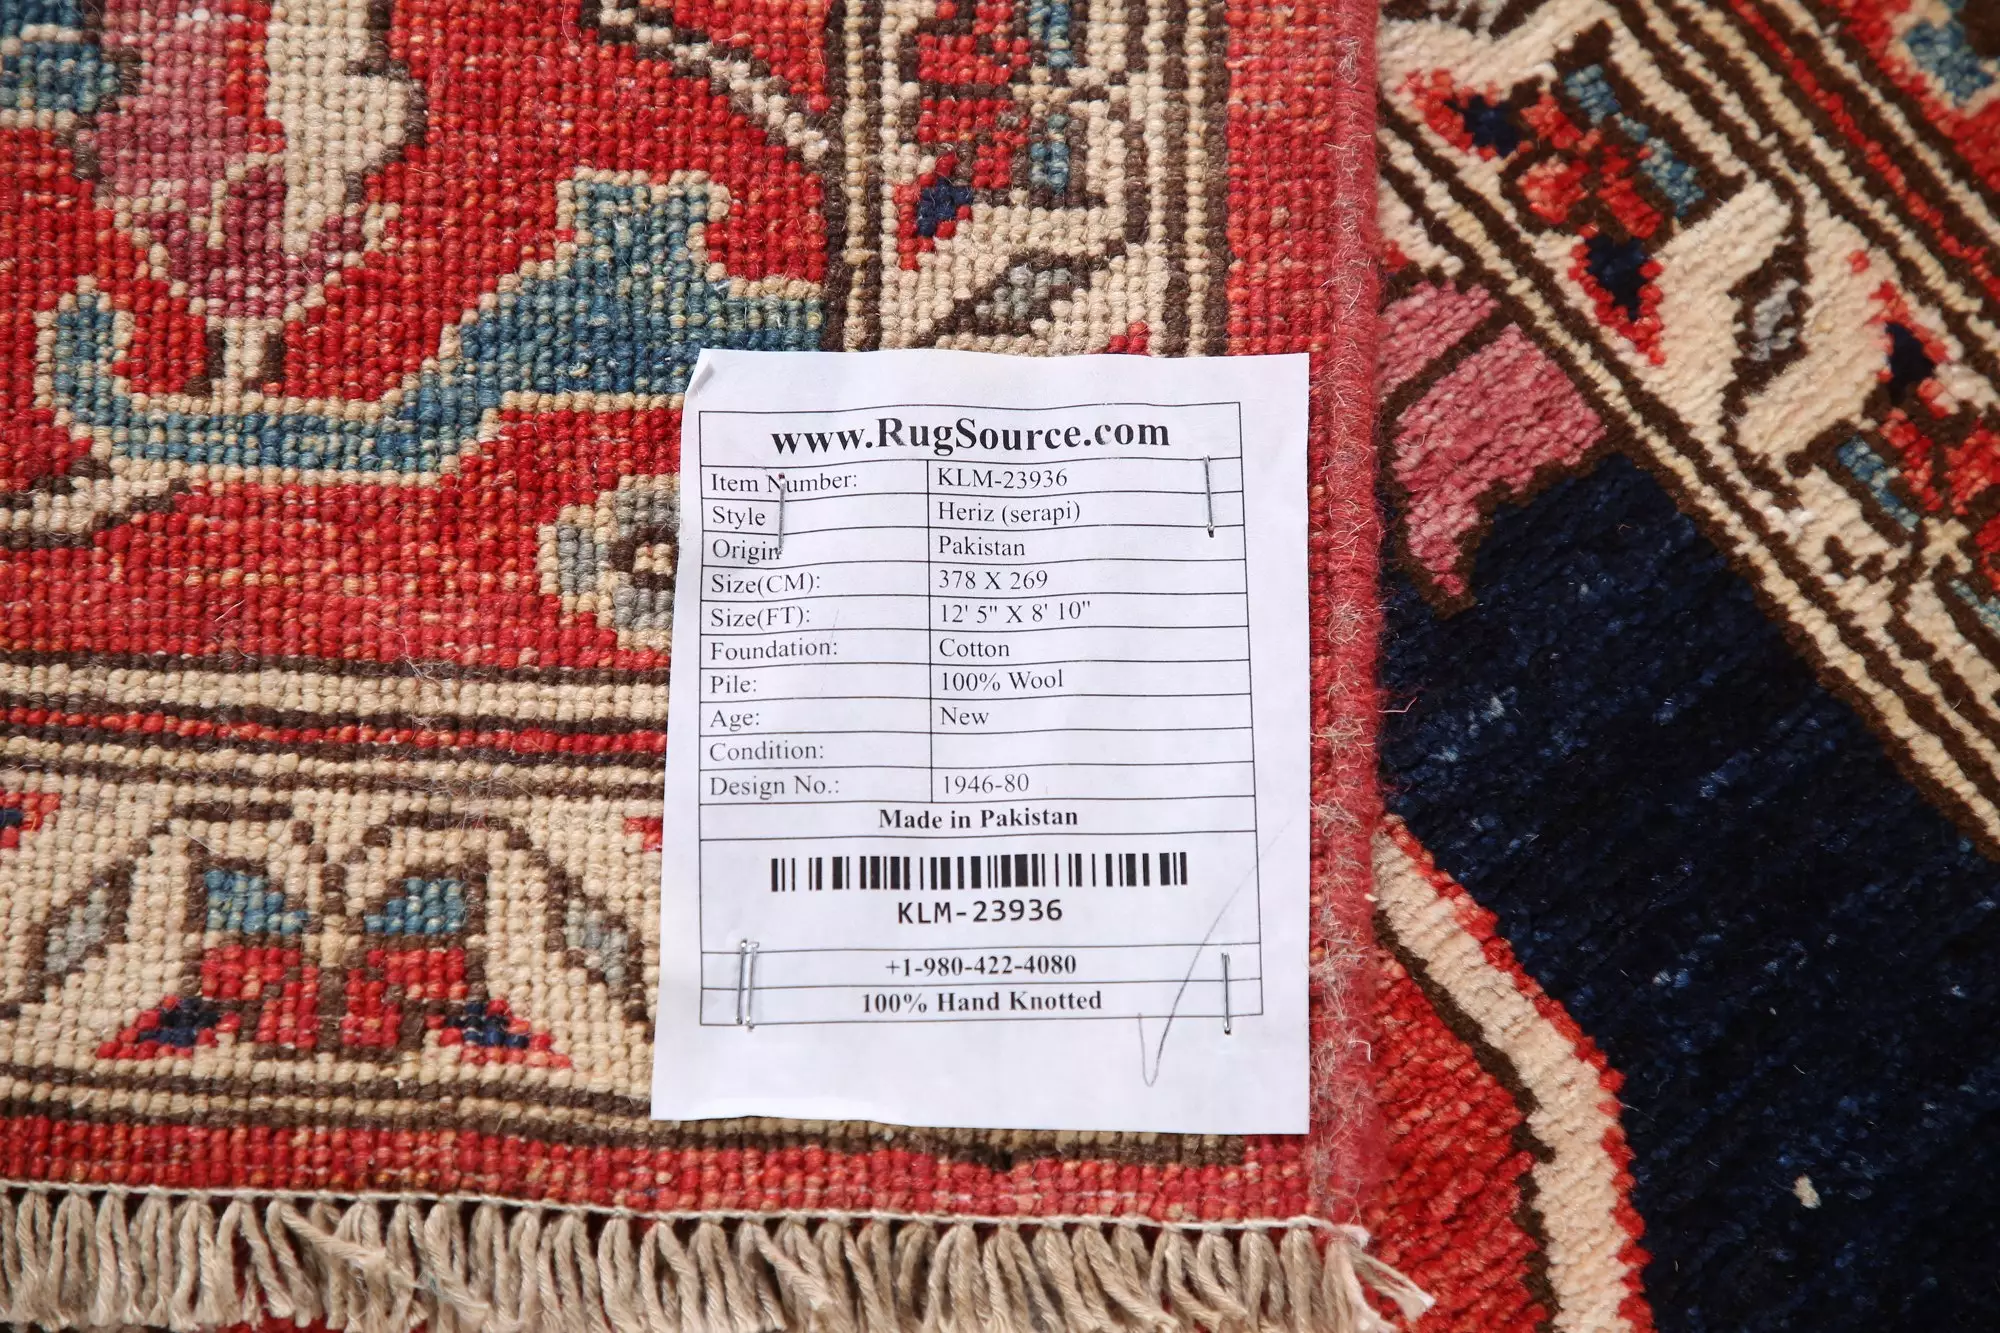 www.RugSource.com
Item Number: KLM-23936
Style Heriz (serapi)
Origin Pakistan
Size(CM): 378 X 269
Size(FT): 12' 5" X 8' 10"
Foundation: Cotton
Pile: 100% Wool
Age: New
Condition:
Design No.: 1946-80
Made in Pakistan
KLM-23936
+1-980-422-4080
100% Hand Knotted